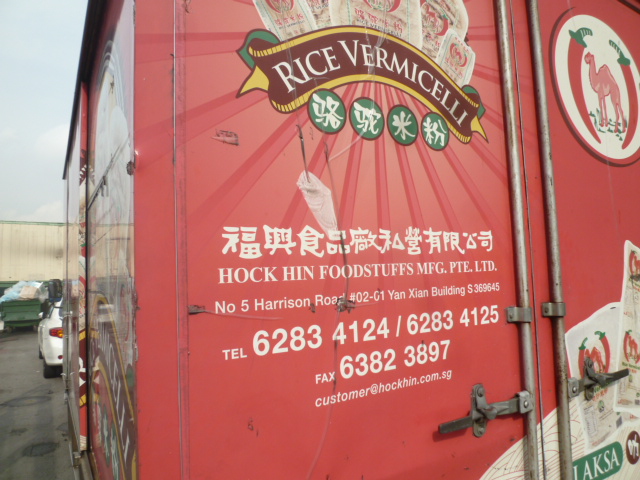 RICE VERMICELLI
骆驼米粉
福興食品廠私營有限公司
HOCK HIN FOODSTUFFS MFG. PTE. LTD.
No 5 Harrison Road #02-01 Yan Xian Building S 369645
TEL 6283 4124 / 6283 4125
FAX 6382 3897
customer@hockhin.com.sg
LAKSA